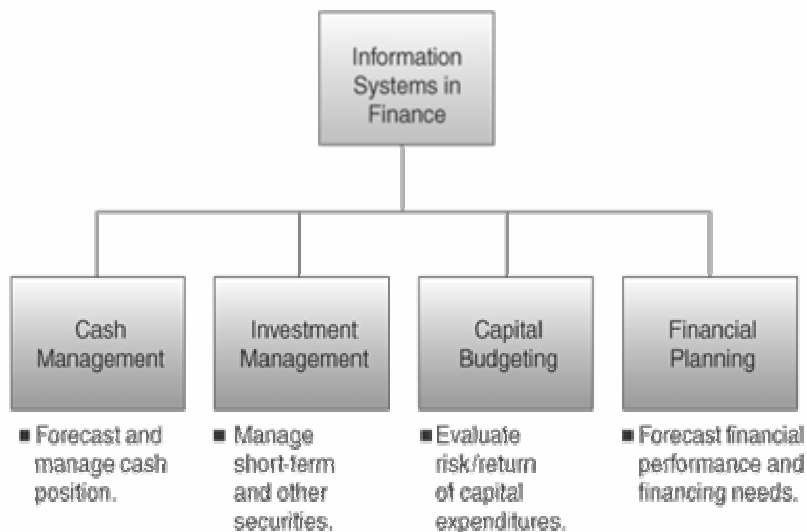 Information
Systems in
Finance
Cash
Management
■ Forecast and
manage cash
position.
Investment
Management
■ Manage
short-term
and other
securities.
Capital
Budgeting
■ Evaluate
risk/return
of capital
expenditures.
Financial
Planning
■ Forecast financial
performance and
financing needs.